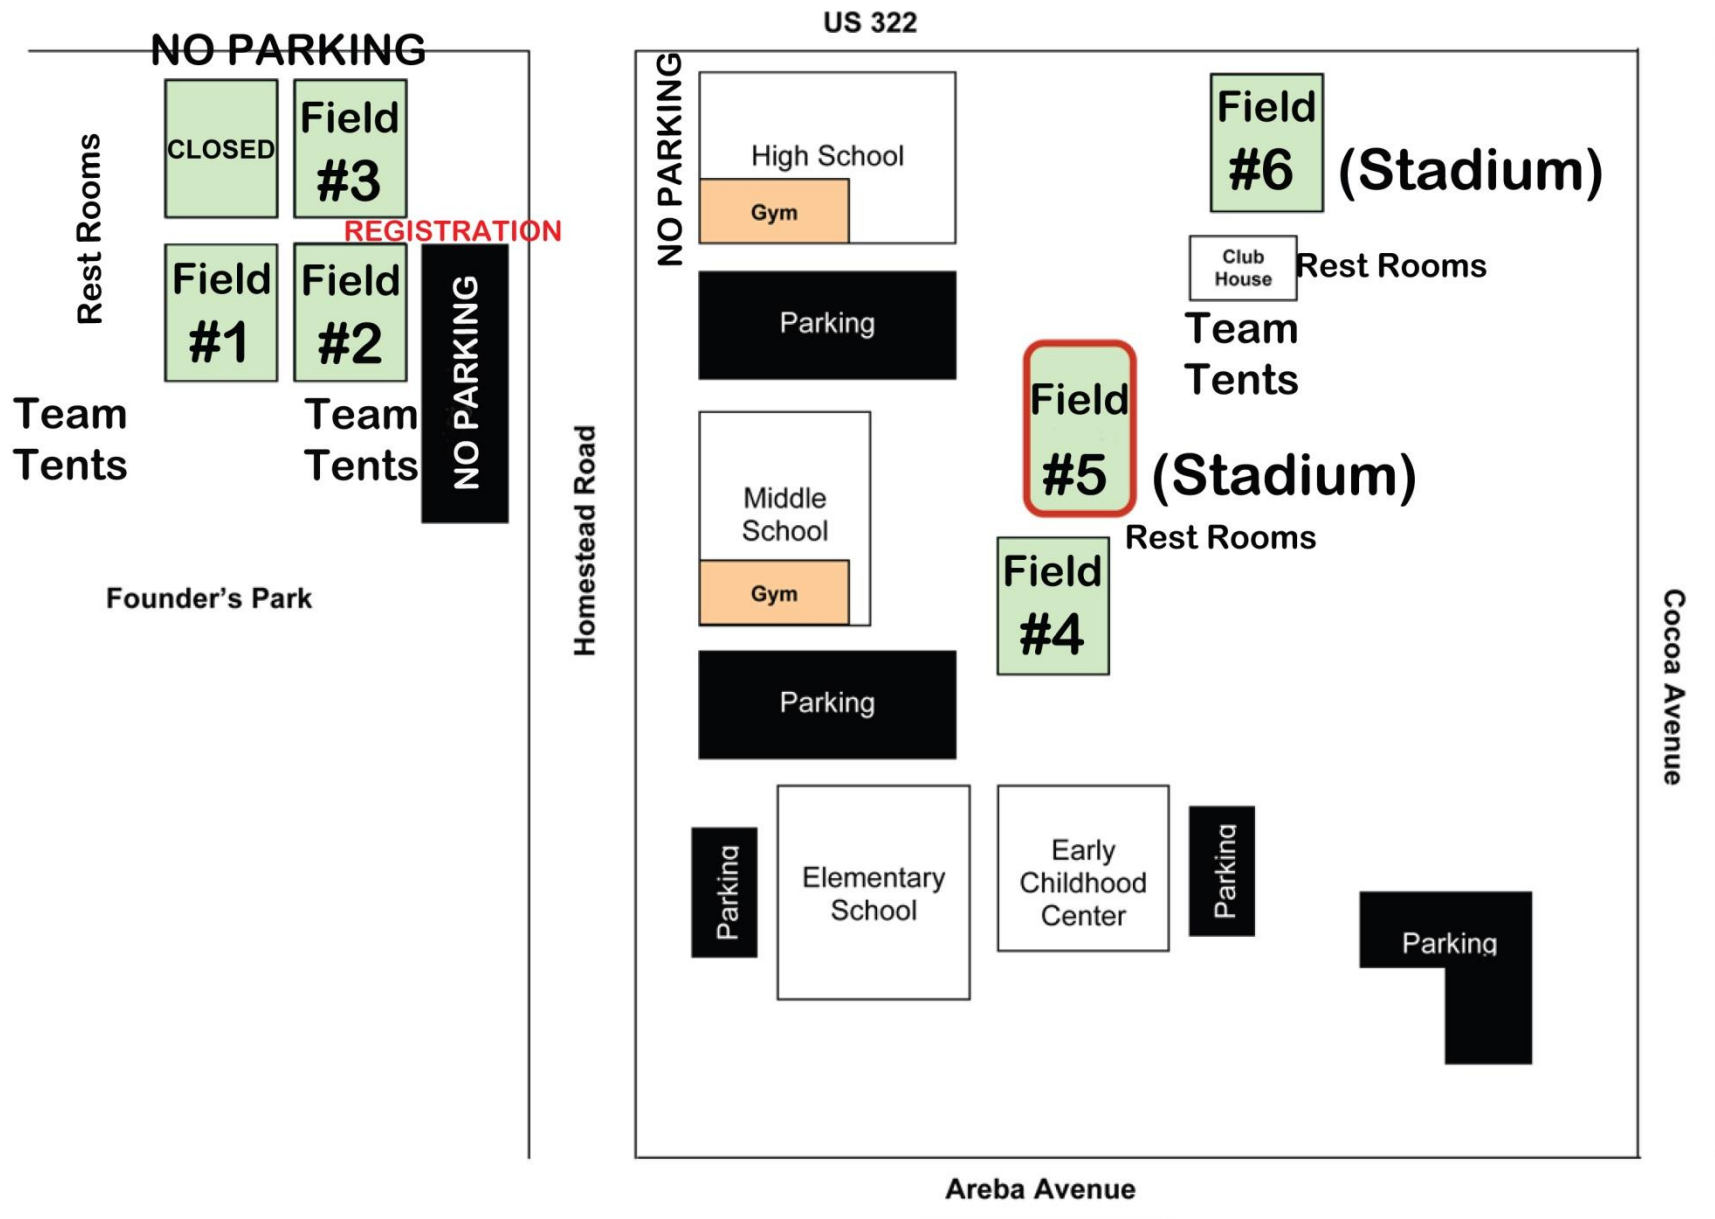 US 322
NO PARKING
CLOSED
Field
#3
Rest Rooms
REGISTRATION
Field
#1
Field
#2
NO PARKING
Team
Tents
Team
Tents
Founder's Park
Homestead Road
NO PARKING
High School
Gym
Parking
Field
#6
(Stadium)
Club
House
Rest Rooms
Team
Tents
Field
#5
(Stadium)
Rest Rooms
Middle
School
Gym
Field
#4
Parking
Cocoa Avenue
Parking
Elementary
School
Early
Childhood
Center
Parking
Parking
Areba Avenue